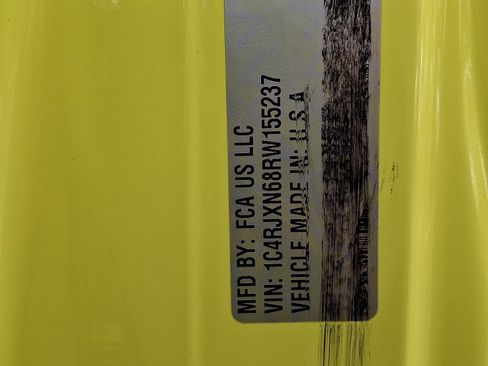 MFD BY: FCA US LLC
VIN: 1C4RJXN68RW155237
VEHICLE MADE IN: U S A